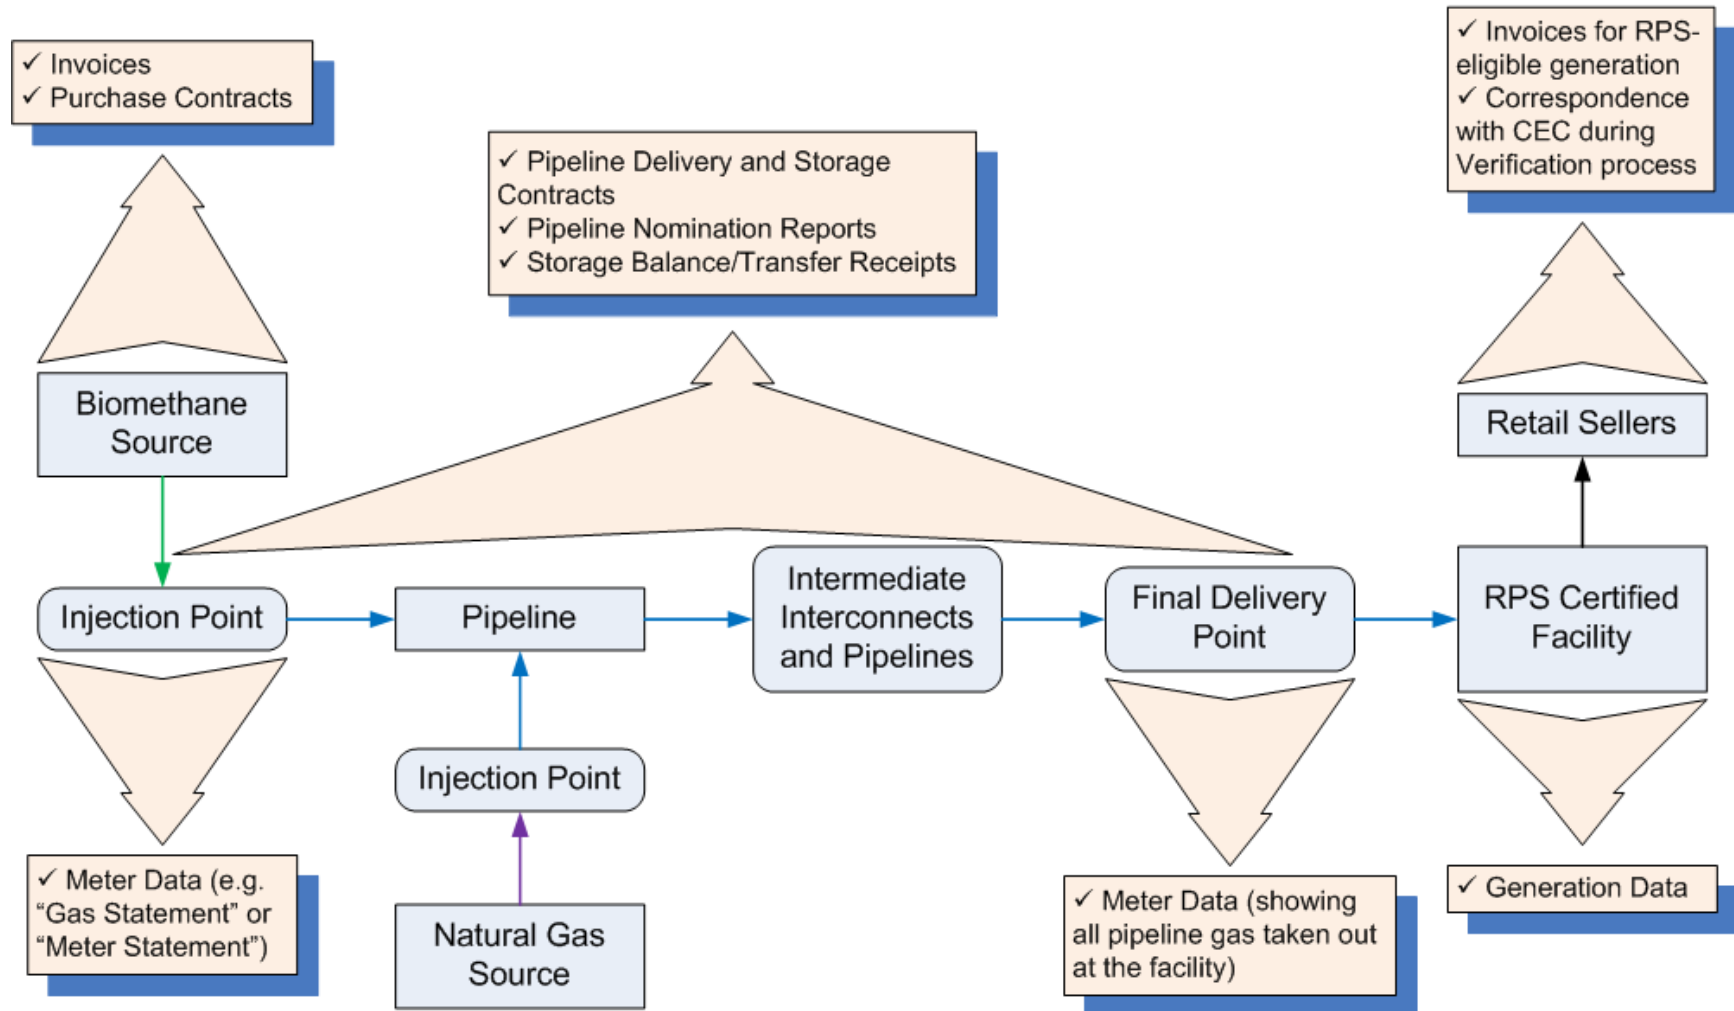 ✓ Invoices
✓ Purchase Contracts
✓ Pipeline Delivery and Storage
Contracts
✓ Pipeline Nomination Reports
✓ Storage Balance/Transfer Receipts
✓ Invoices for RPS-
eligible generation
✓ Correspondence
with CEC during
Verification process
Biomethane
Source
Retail Sellers
Injection Point
Pipeline
Intermediate
Interconnects
and Pipelines
Final Delivery
Point
RPS Certified
Facility
Injection Point
Natural Gas
Source
✓ Meter Data (e.g.
“Gas Statement” or
“Meter Statement”)
✓ Meter Data (showing
all pipeline gas taken out
at the facility)
✓ Generation Data